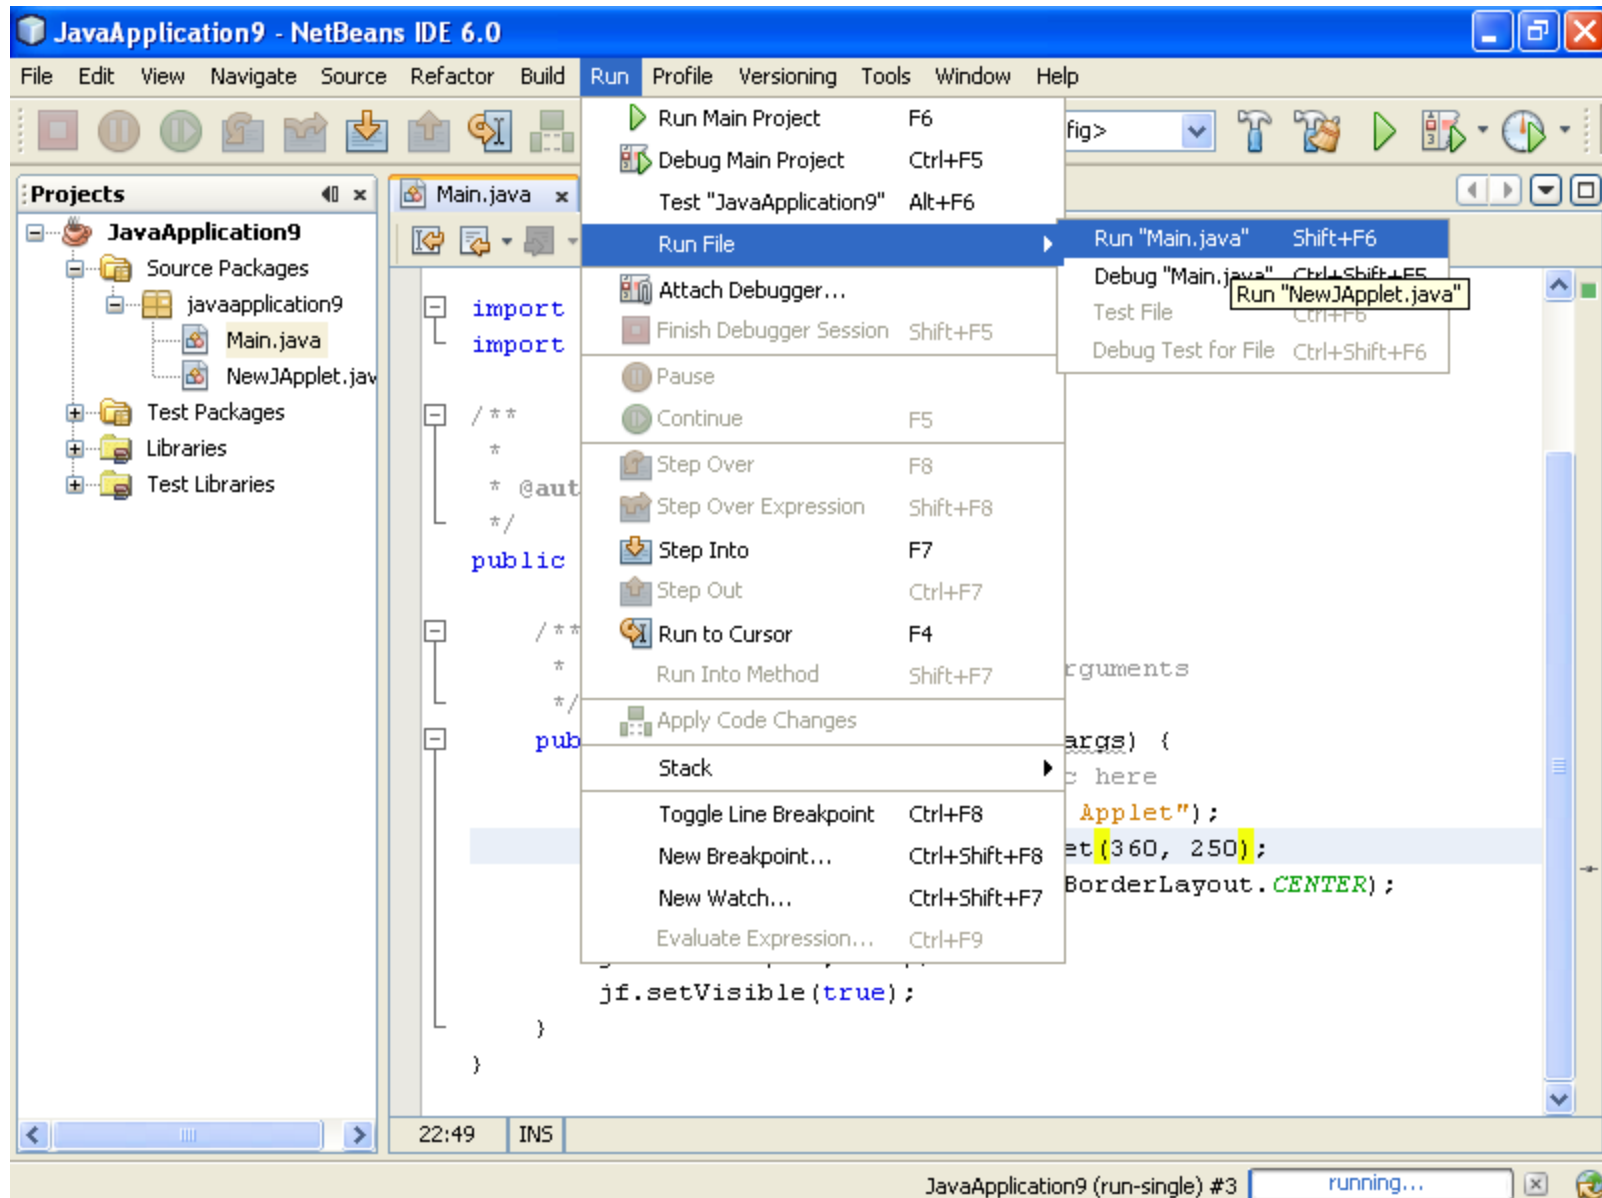 JavaApplication9 - NetBeans IDE 6.0
File Edit View Navigate Source Refactor Build Run Profile Versioning Tools Window Help
fig>
Projects
JavaApplication9
Source Packages
javaapplication9
Main.java
NewJApplet.jav
Test Packages
Libraries
Test Libraries
Main.java
Run Main Project F6
Debug Main Project Ctrl+F5
Test "JavaApplication9" Alt+F6
Run File
Attach Debugger...
Finish Debugger Session Shift+F5
Pause
Continue F5
Step Over F8
Step Over Expression Shift+F8
Step Into F7
Step Out Ctrl+F7
Run to Cursor F4
Run Into Method Shift+F7
Apply Code Changes
Stack
Toggle Line Breakpoint Ctrl+F8
New Breakpoint... Ctrl+Shift+F8
New Watch... Ctrl+Shift+F7
Evaluate Expression... Ctrl+F9
Run "Main.java" Shift+F6
Debug "Main.java" Ctrl+Shift+F5
Run "NewJApplet.java"
Test File Ctrl+F6
Debug Test for File Ctrl+Shift+F6
import
import
/**
*
* @aut
*/
public
/**
* rguments
*/
pub args) {
c here
Applet");
et(360, 250);
BorderLayout.CENTER);
jf.setVisible(true);
}
}
22:49 INS
JavaApplication9 (run-single) #3 running...